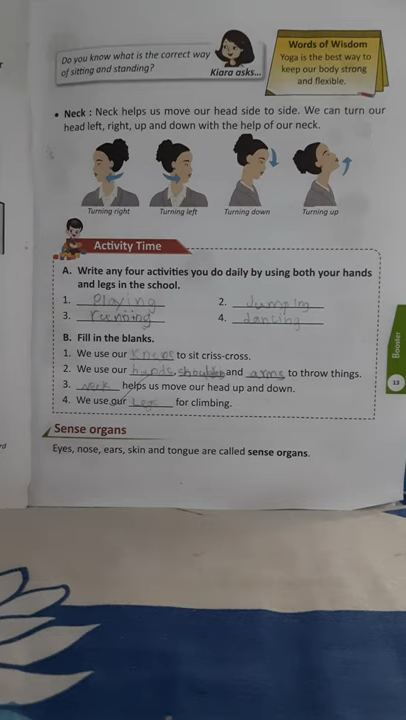 Do you know what is the correct way
of sitting and standing?
Kiara asks...
Words of Wisdom
Yoga is the best way to
keep our body strong
and flexible.
• Neck : Neck helps us move our head side to side. We can turn our
head left, right, up and down with the help of our neck.
Turning right Turning left Turning down Turning up
Activity Time
A. Write any four activities you do daily by using both your hands
and legs in the school.
1. Playing 2. Jumping
3. running 4. dancing
B. Fill in the blanks.
1. We use our knees to sit criss-cross.
2. We use our hands, shoulders and arms to throw things.
3. neck helps us move our head up and down.
4. We use our legs for climbing.
Booster
13
Sense organs
Eyes, nose, ears, skin and tongue are called sense organs.